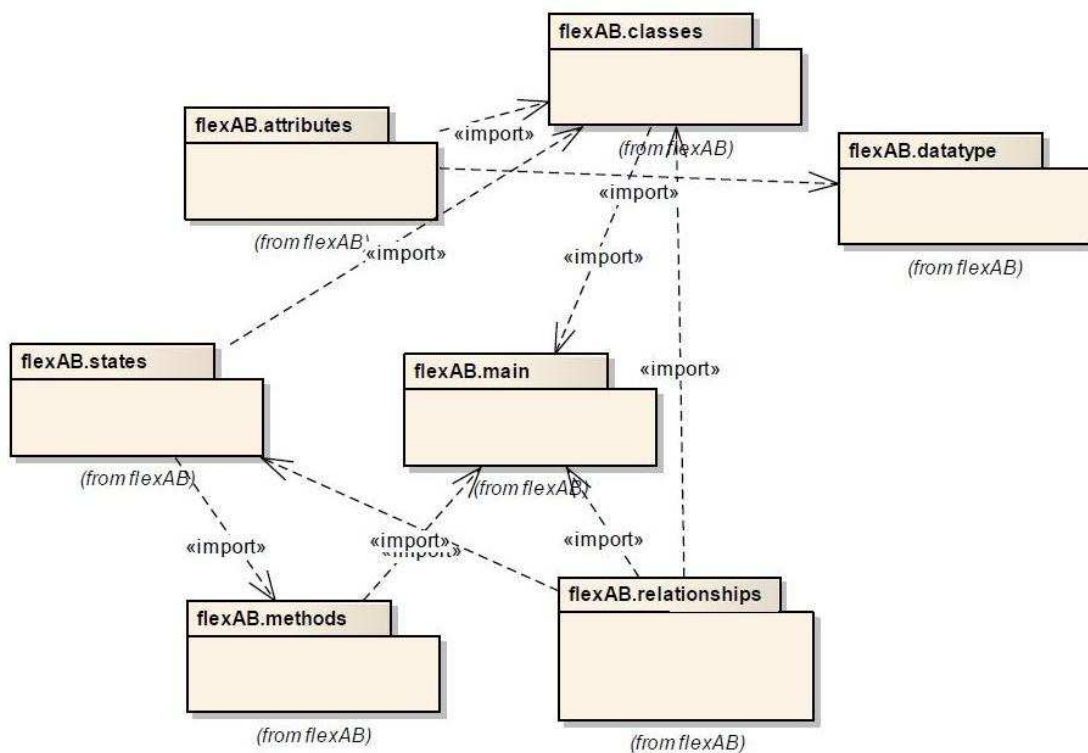 flexAB.classes
flexAB.attributes
«import»
(from flexAB)
flexAB.datatype
«import»
(from flexAB)
«import»
«import»
(from flexAB)
flexAB.states
flexAB.main
«import»
(from flexAB)
(from flexAB)
«import»
«import»
«import»
«import»
flexAB.relationships
flexAB.methods
(from flexAB)
(from flexAB)